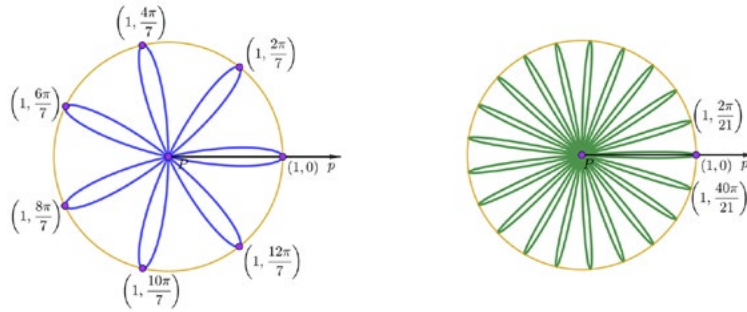 (1, 4π/7)
(1, 2π/7)
(1, 6π/7)
P
(1,0)
p
(1, 8π/7)
(1, 12π/7)
(1, 10π/7)
(1, 2π/21)
P
(1,0)
p
(1, 40π/21)